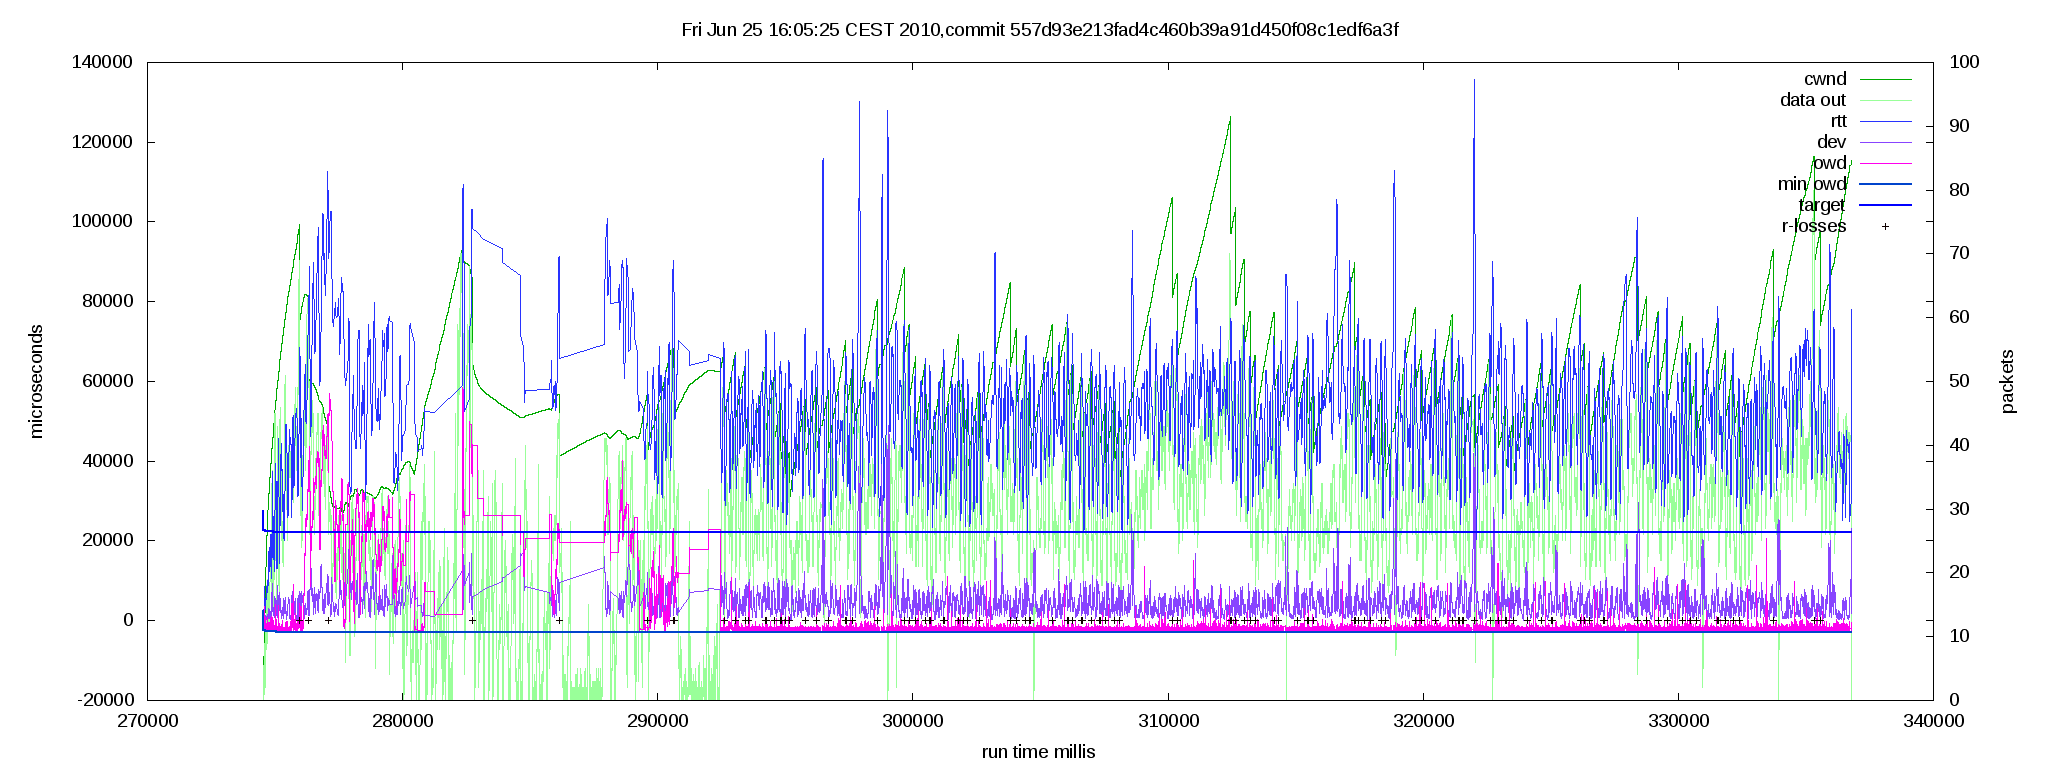 Fri Jun 25 16:05:25 CEST 2010,commit 557d93e213fad4c460b39a91d450f08c1edf6a3f
microseconds
140000
120000
100000
80000
60000
40000
20000
0
-20000
270000 280000 290000 300000 310000 320000 330000 340000
run time millis
100
90
80
70
60
50
40
30
20
10
0
packets
cwnd
data out
rtt
dev
owd
min owd
target
r-losses